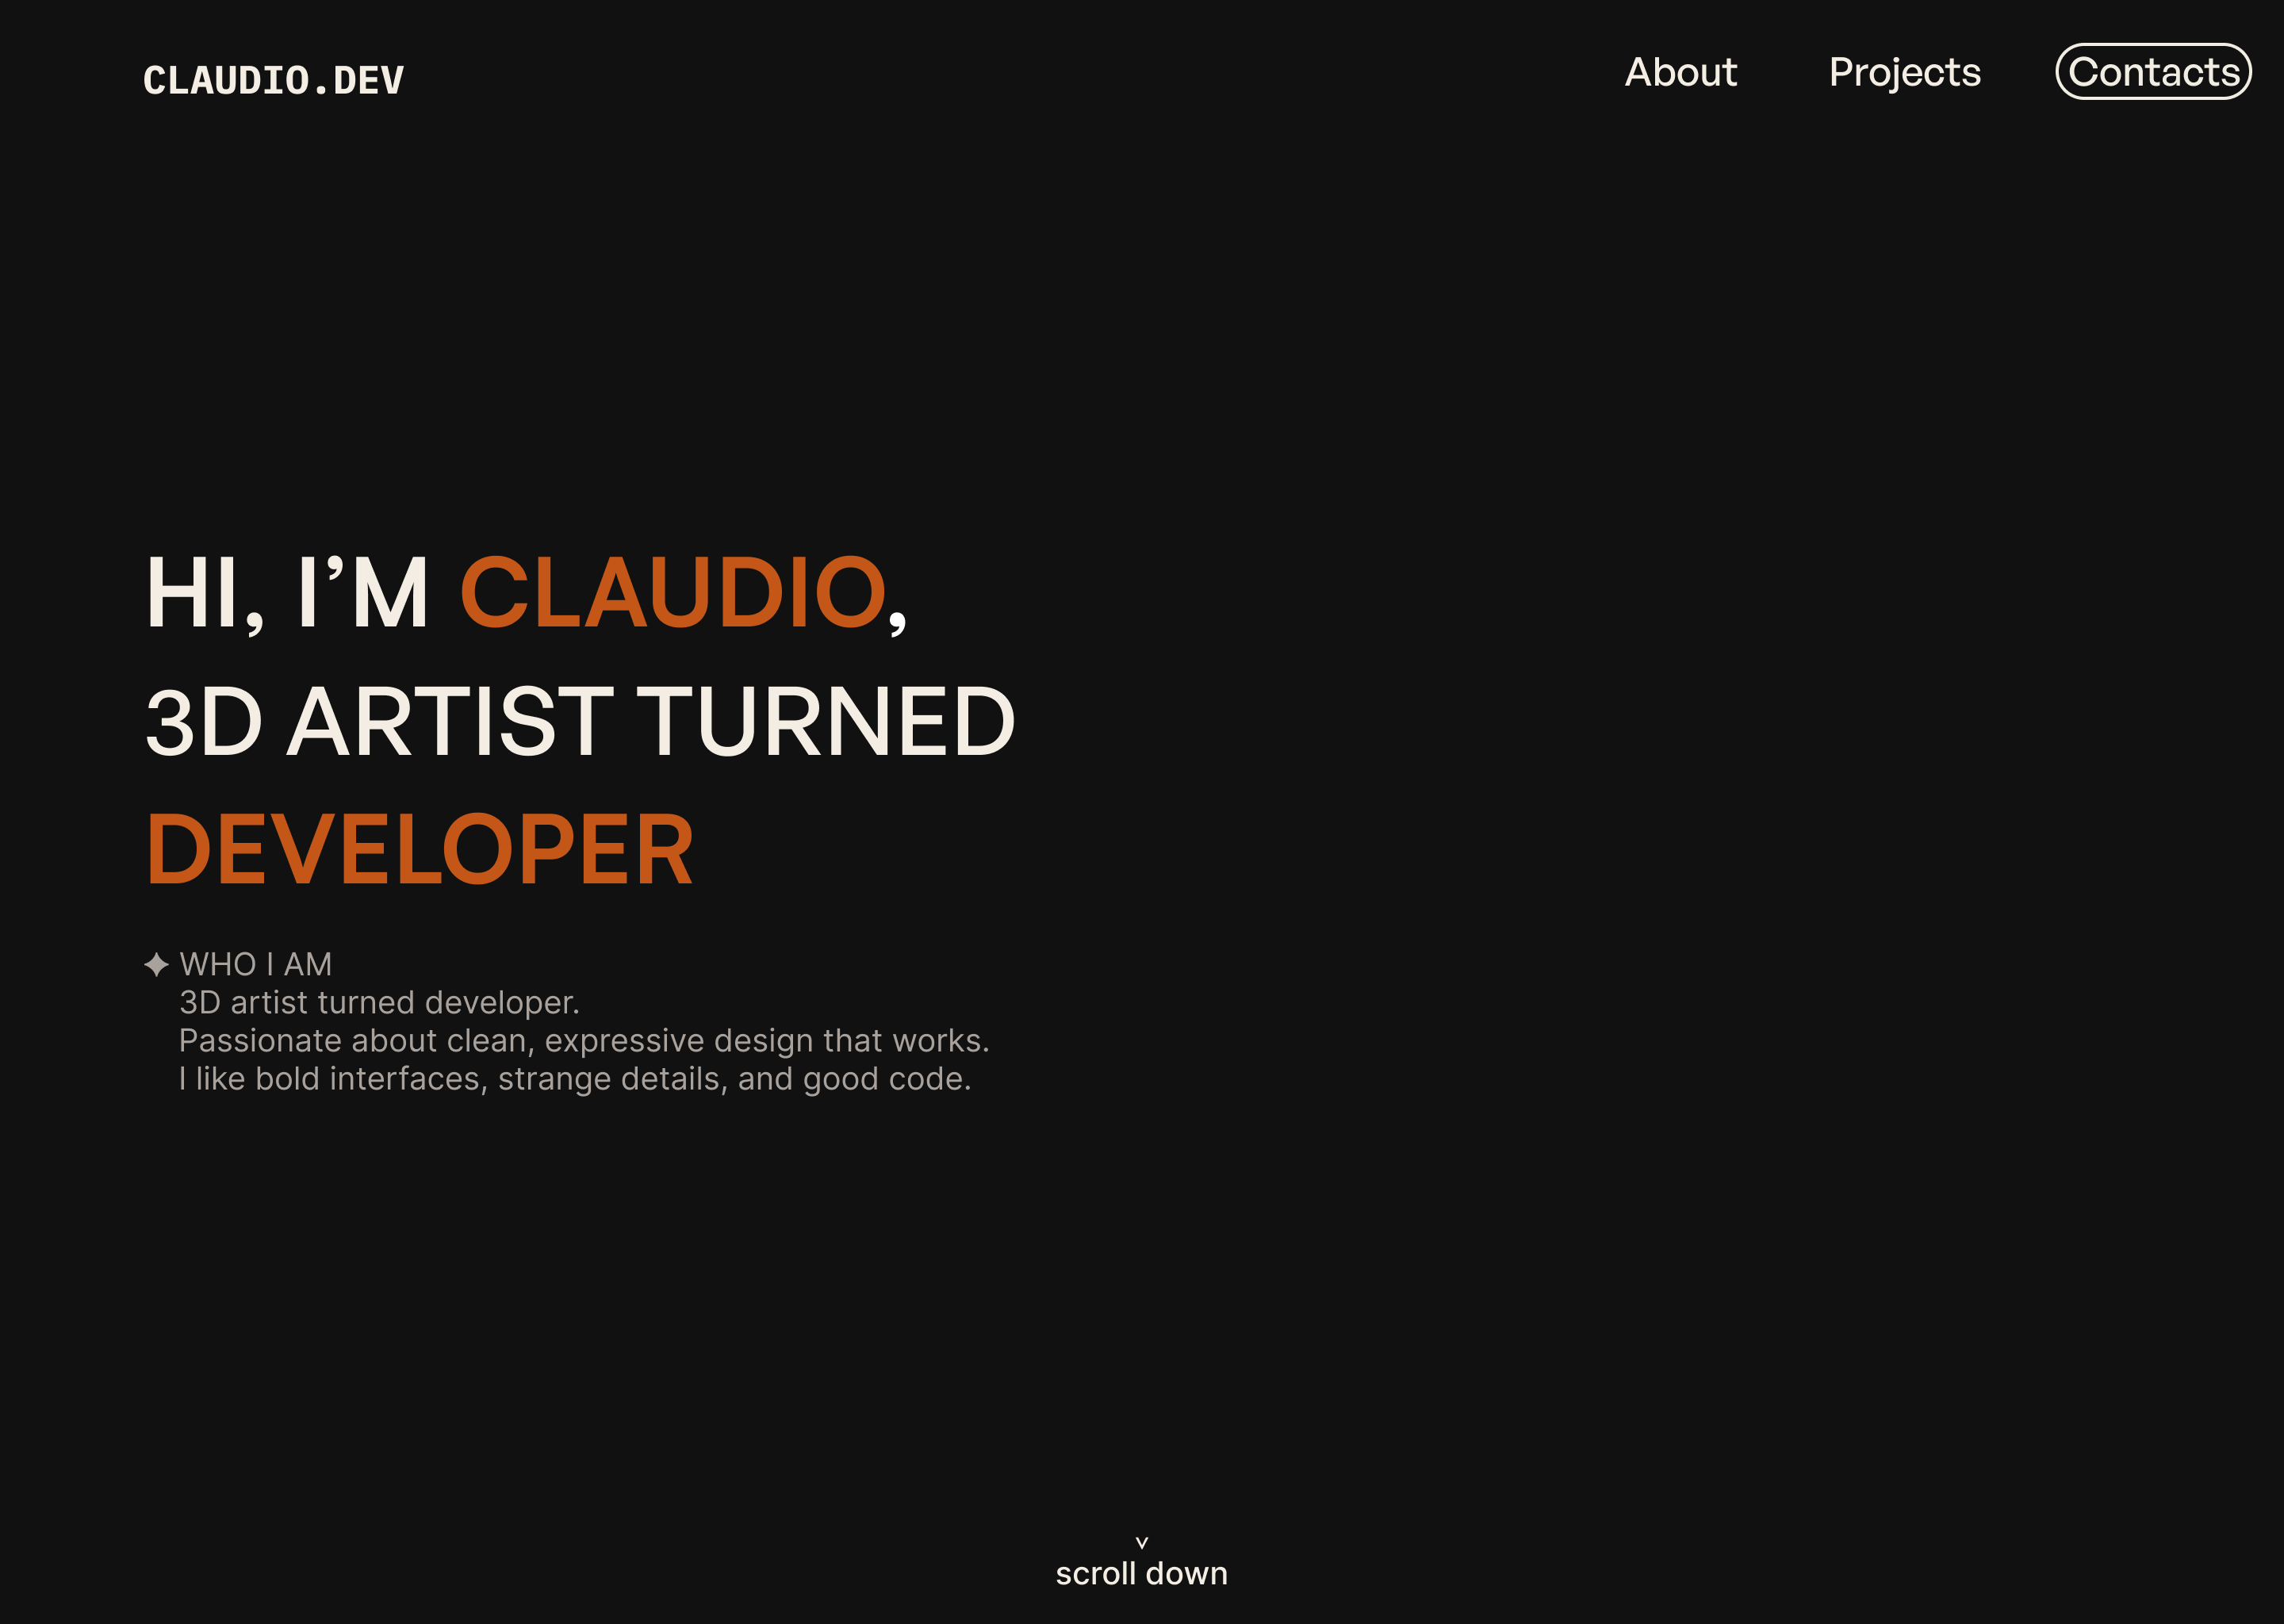 CLAUDIO.DEV
About Projects Contacts
HI, I’M CLAUDIO,
3D ARTIST TURNED
DEVELOPER
WHO I AM
3D artist turned developer.
Passionate about clean, expressive design that works.
I like bold interfaces, strange details, and good code.
scroll down